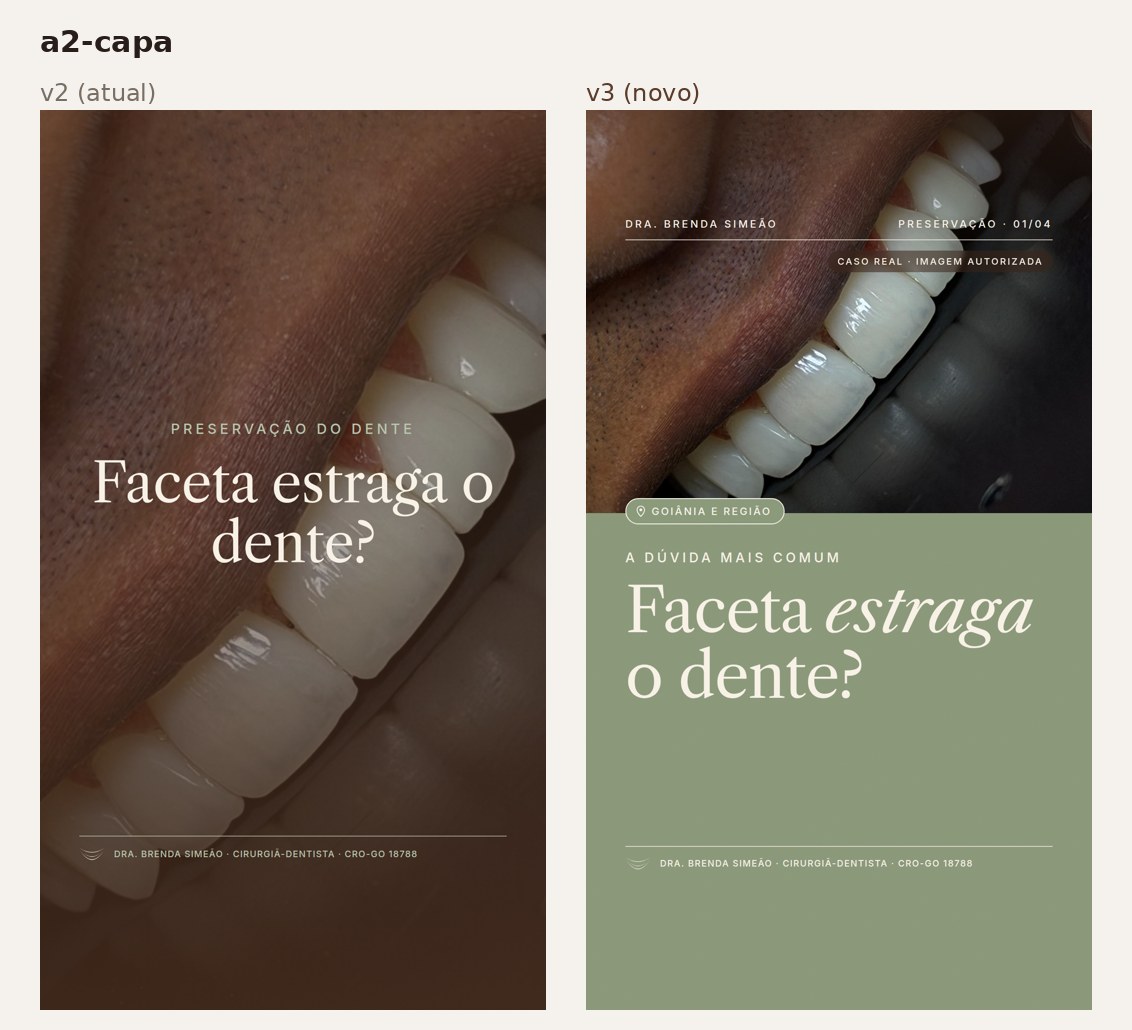 a2-capa
v2 (atual)
PRESERVAÇÃO DO DENTE
Faceta estraga o
dente?
DRA. BRENDA SIMEÃO · CIRURGIÃ-DENTISTA · CRO-GO 18788
v3 (novo)
DRA. BRENDA SIMEÃO
PRESERVAÇÃO · 01/04
CASO REAL · IMAGEM AUTORIZADA
GOIÂNIA E REGIÃO
A DÚVIDA MAIS COMUM
Faceta estraga
o dente?
DRA. BRENDA SIMEÃO · CIRURGIÃ-DENTISTA · CRO-GO 18788